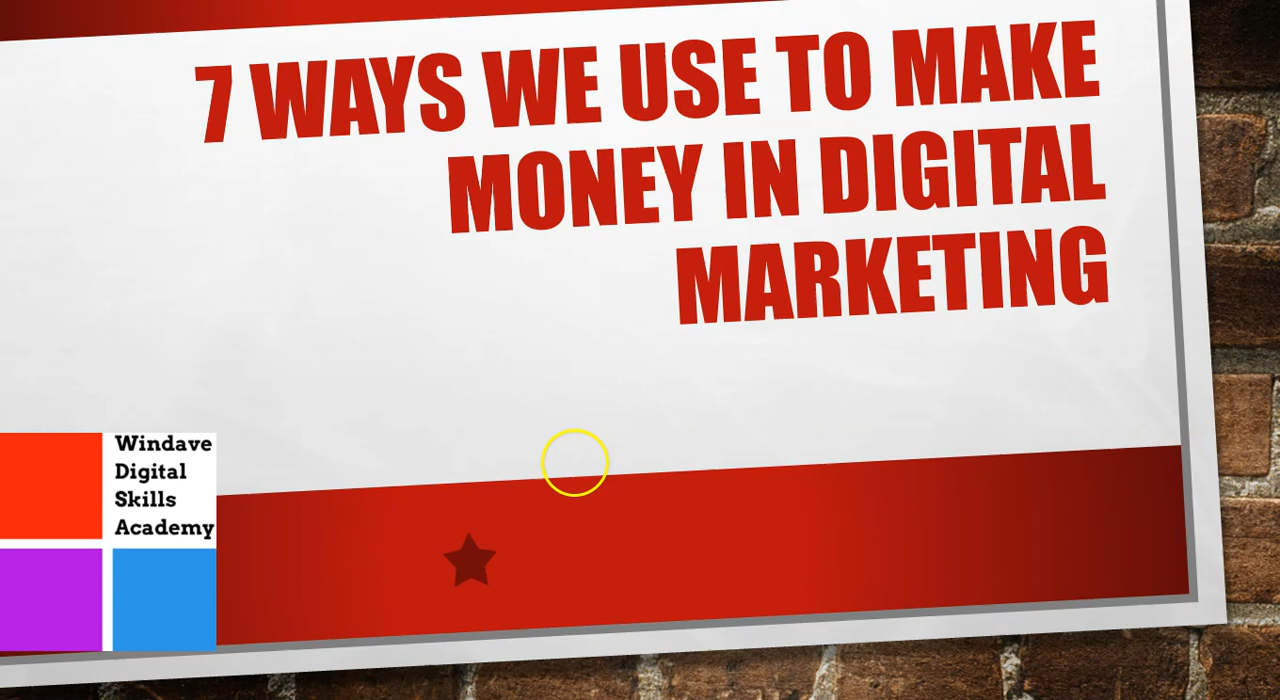 7 WAYS WE USE TO MAKE
MONEY IN DIGITAL
MARKETING
Windave
Digital
Skills
Academy